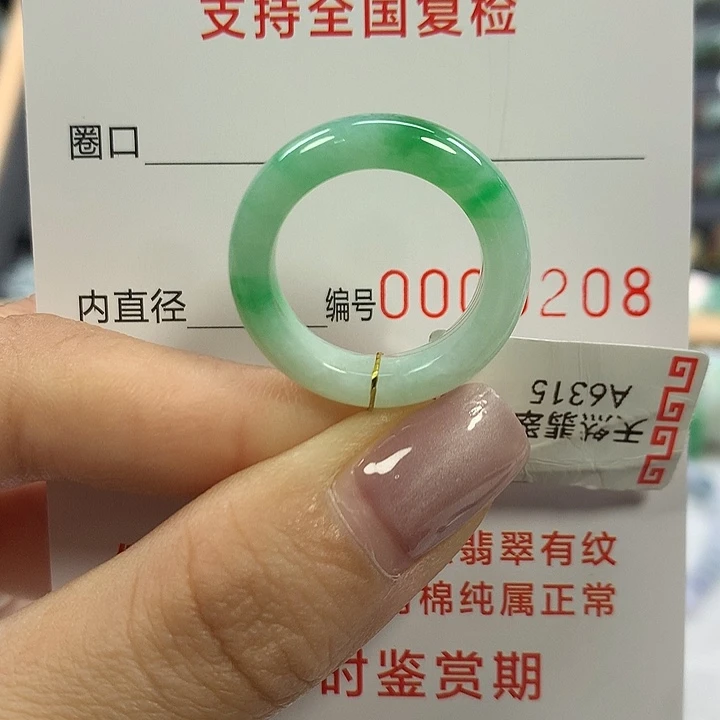 支持全国复检
圈口
内直径 编号000 208
A6315
天然翡翠
翡翠有纹
棉纯属正常
时鉴赏期